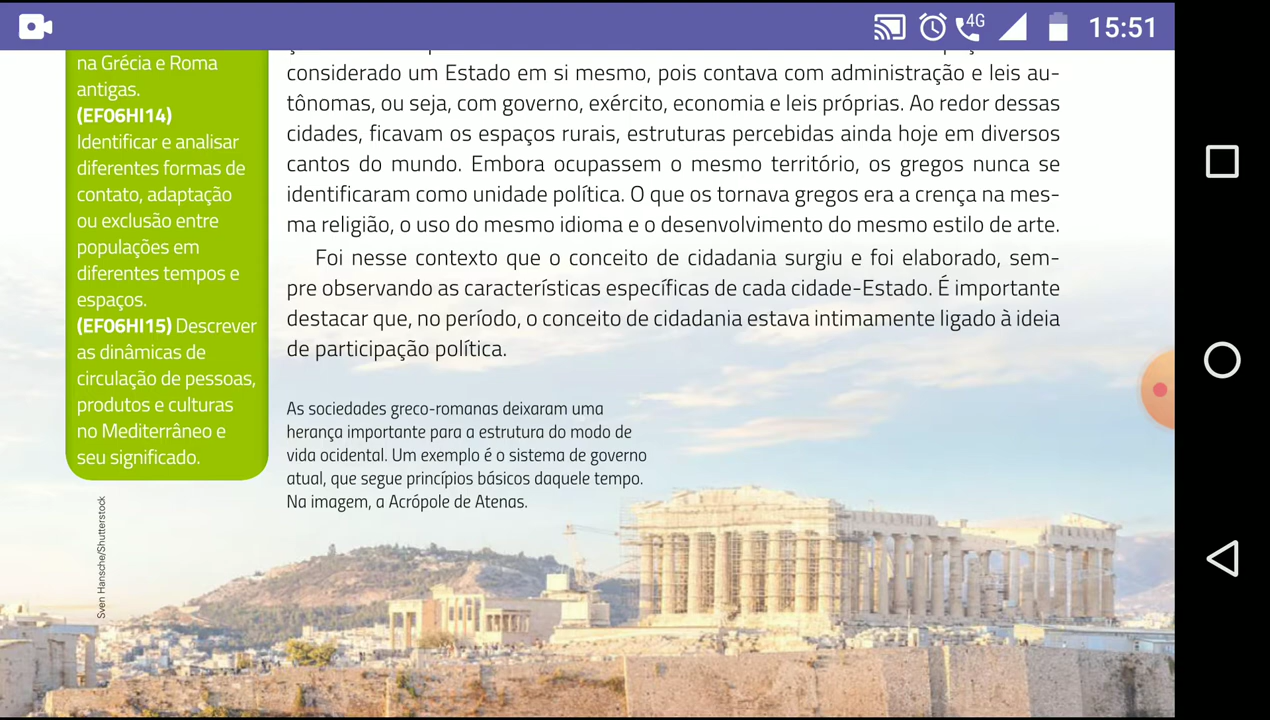 4G
15:51
na Grécia e Roma
antigas.
(EF06HI14)
Identificar e analisar
diferentes formas de
contato, adaptação
ou exclusão entre
populações em
diferentes tempos e
espaços.
(EF06HI15) Descrever
as dinâmicas de
circulação de pessoas,
produtos e culturas
no Mediterrâneo e
seu significado.
considerado um Estado em si mesmo, pois contava com administração e leis au-
tônomas, ou seja, com governo, exército, economia e leis próprias. Ao redor dessas
cidades, ficavam os espaços rurais, estruturas percebidas ainda hoje em diversos
cantos do mundo. Embora ocupassem o mesmo território, os gregos nunca se
identificaram como unidade política. O que os tornava gregos era a crença na mes-
ma religião, o uso do mesmo idioma e o desenvolvimento do mesmo estilo de arte.
Foi nesse contexto que o conceito de cidadania surgiu e foi elaborado, sem-
pre observando as características específicas de cada cidade-Estado. É importante
destacar que, no período, o conceito de cidadania estava intimamente ligado à ideia
de participação política.
As sociedades greco-romanas deixaram uma
herança importante para a estrutura do modo de
vida ocidental. Um exemplo é o sistema de governo
atual, que segue princípios básicos daquele tempo.
Na imagem, a Acrópole de Atenas.
Sven Hansche/Shutterstock